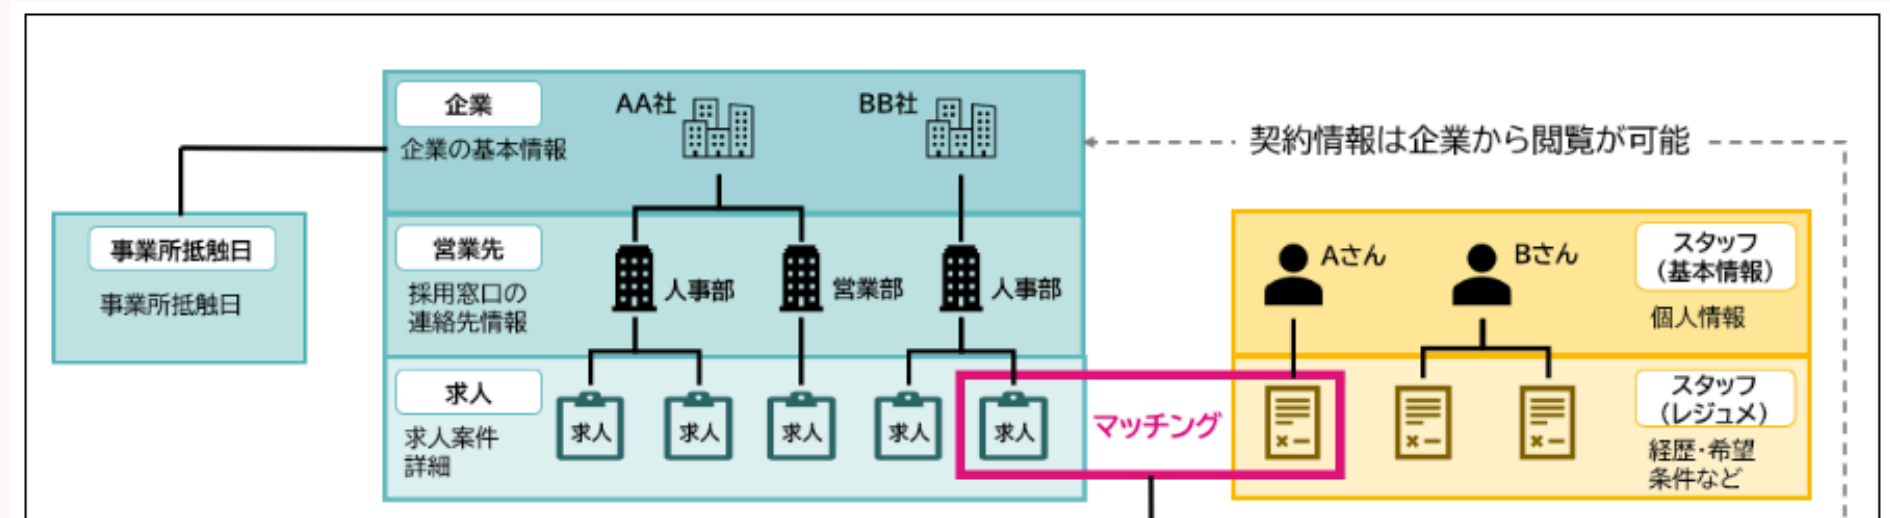 企業
企業の基本情報
AA社
BB社
契約情報は企業から閲覧が可能
事業所抵触日
事業所抵触日
営業先
採用窓口の
連絡先情報
人事部
営業部
人事部
求人
求人案件
詳細
求人
求人
求人
求人
求人
マッチング
Aさん
Bさん
スタッフ
（基本情報）
個人情報
スタッフ
（レジュメ）
経歴・希望
条件など